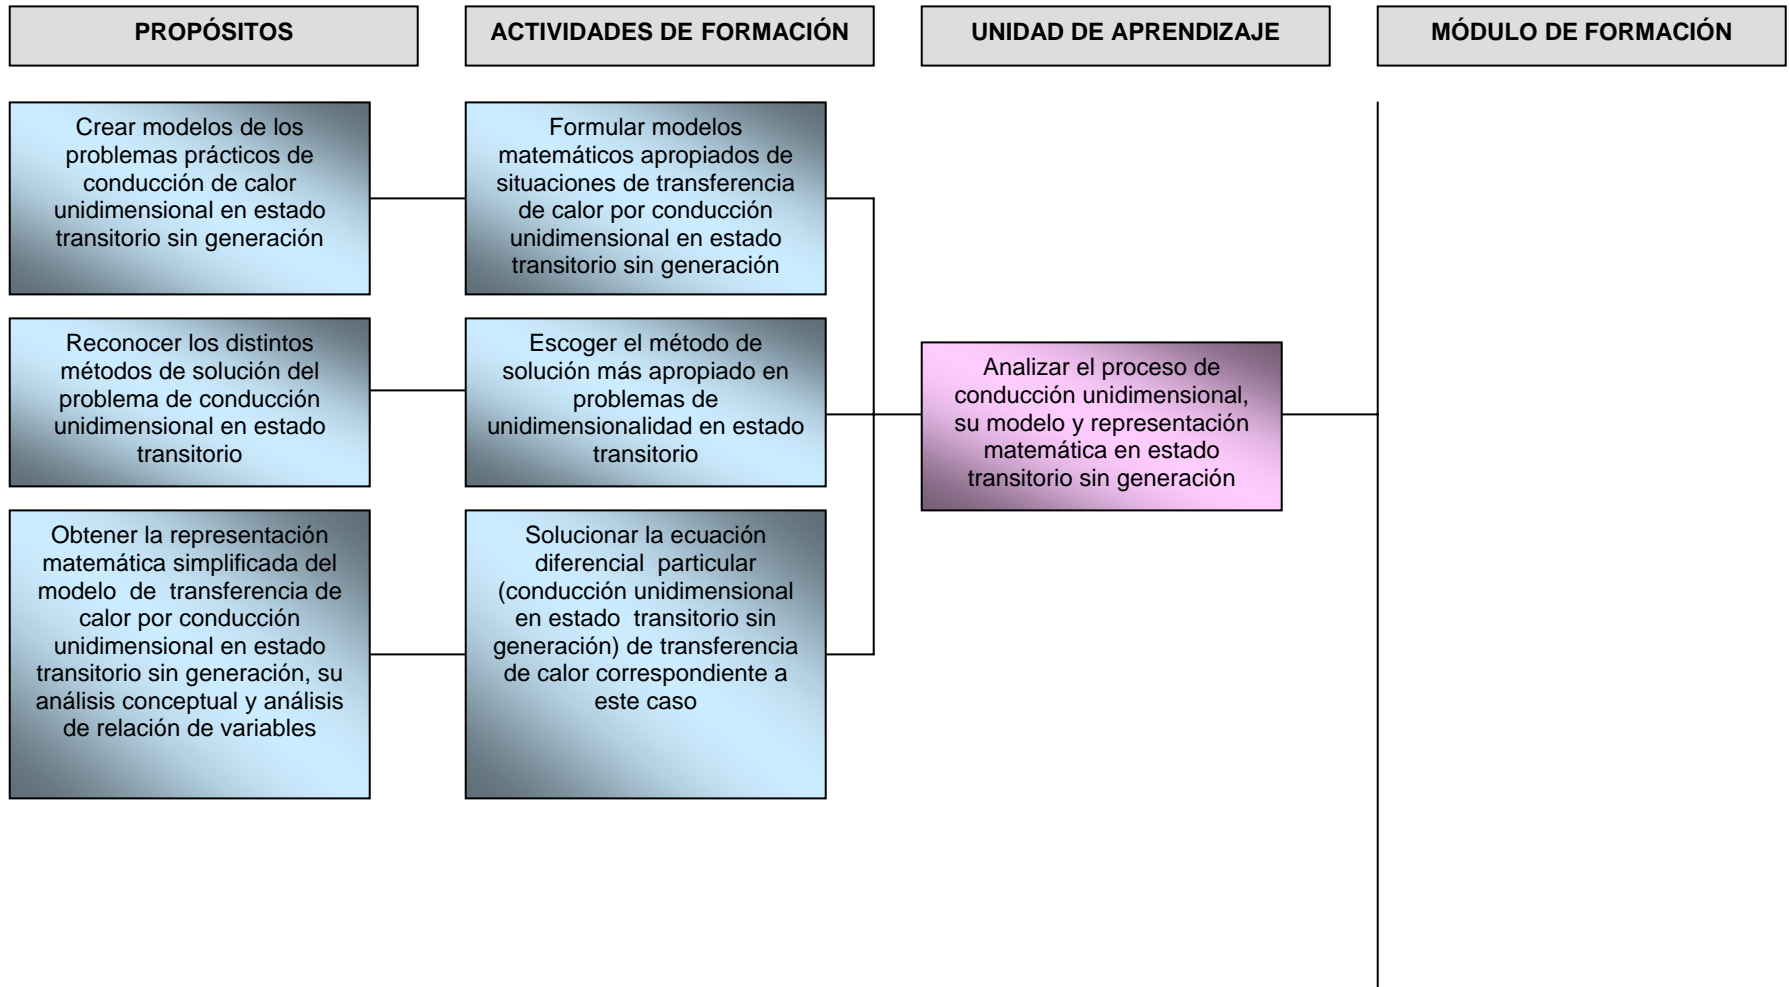 PROPÓSITOS
ACTIVIDADES DE FORMACIÓN
UNIDAD DE APRENDIZAJE
MÓDULO DE FORMACIÓN
Crear modelos de los
problemas prácticos de
conducción de calor
unidimensional en estado
transitorio sin generación
Formular modelos
matemáticos apropiados de
situaciones de transferencia
de calor por conducción
unidimensional en estado
transitorio sin generación
Reconocer los distintos
métodos de solución del
problema de conducción
unidimensional en estado
transitorio
Escoger el método de
solución más apropiado en
problemas de
unidimensionalidad en estado
transitorio
Analizar el proceso de
conducción unidimensional,
su modelo y representación
matemática en estado
transitorio sin generación
Obtener la representación
matemática simplificada del
modelo de transferencia de
calor por conducción
unidimensional en estado
transitorio sin generación, su
análisis conceptual y análisis
de relación de variables
Solucionar la ecuación
diferencial particular
(conducción unidimensional
en estado transitorio sin
generación) de transferencia
de calor correspondiente a
este caso